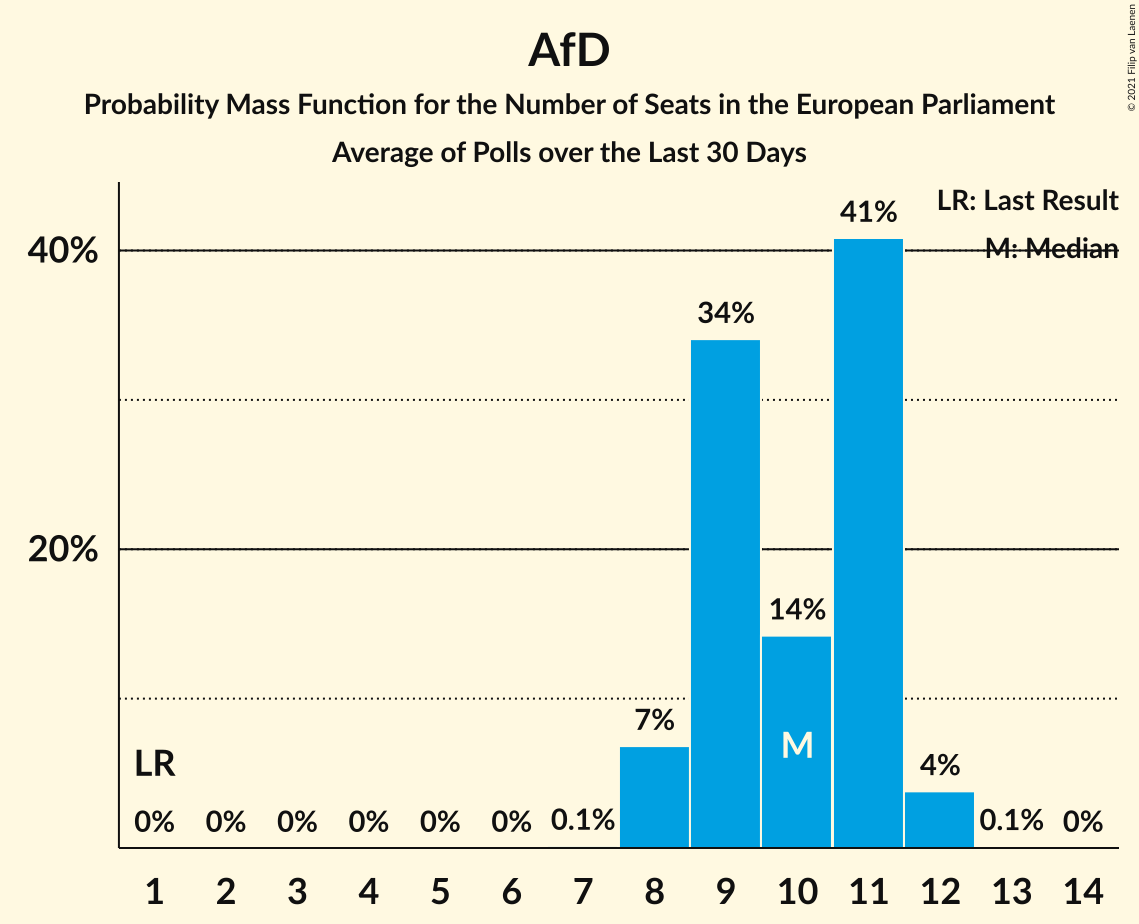 AfD
Probability Mass Function for the Number of Seats in the European Parliament
Average of Polls over the Last 30 Days
© 2021 Filip van Laenen
LR: Last Result
M: Median
40%
20%
41%
34%
14%
7%
4%
M
LR
0% 0% 0% 0% 0% 0% 0.1% 0.1% 0%
1 2 3 4 5 6 7 8 9 10 11 12 13 14